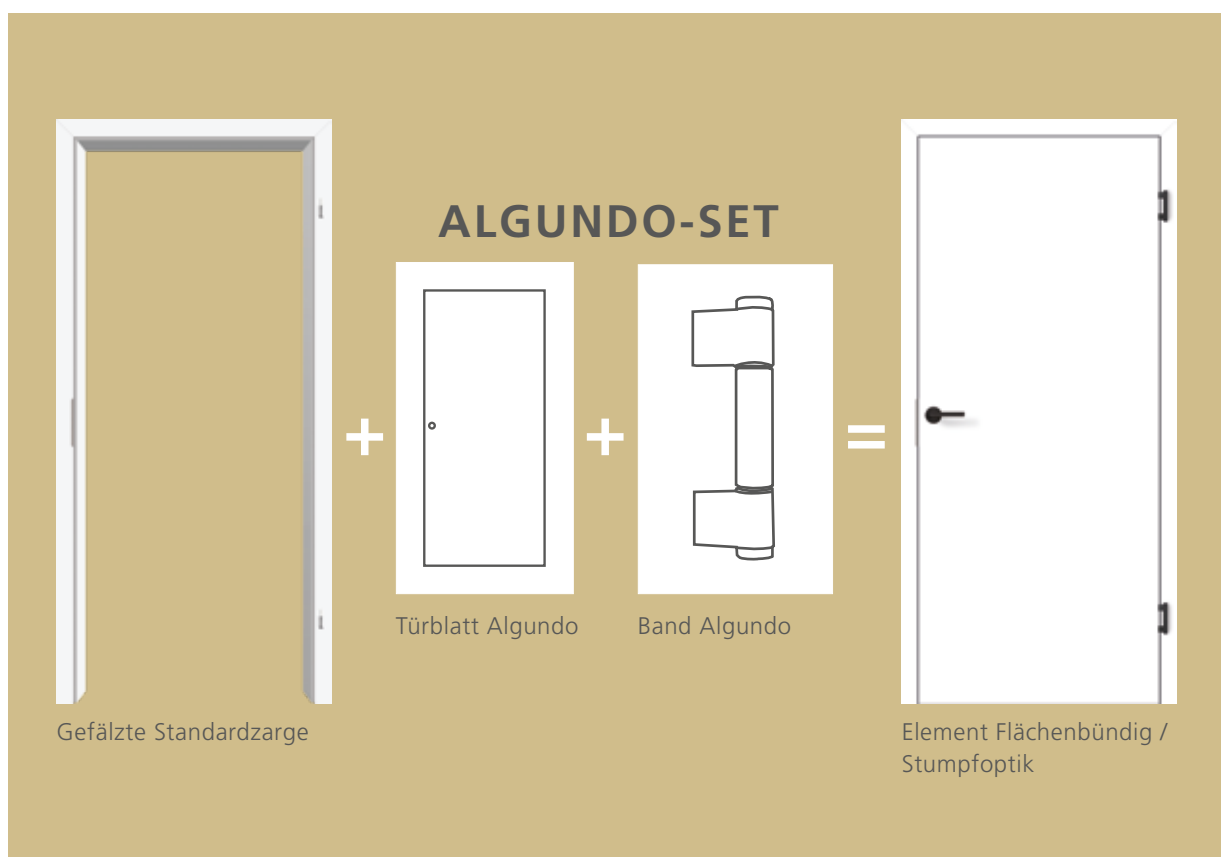 ALGUNDO-SET
+
+
=
Türblatt Algundo
Band Algundo
Gefälzte Standardzarge
Element Flächenbündig /
Stumpfoptik